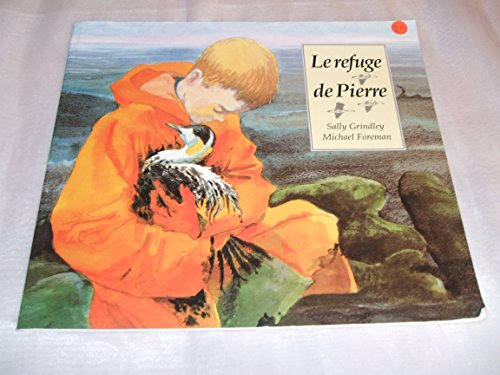 Le refuge
de Pierre
Sally Grindley
Michael Foreman